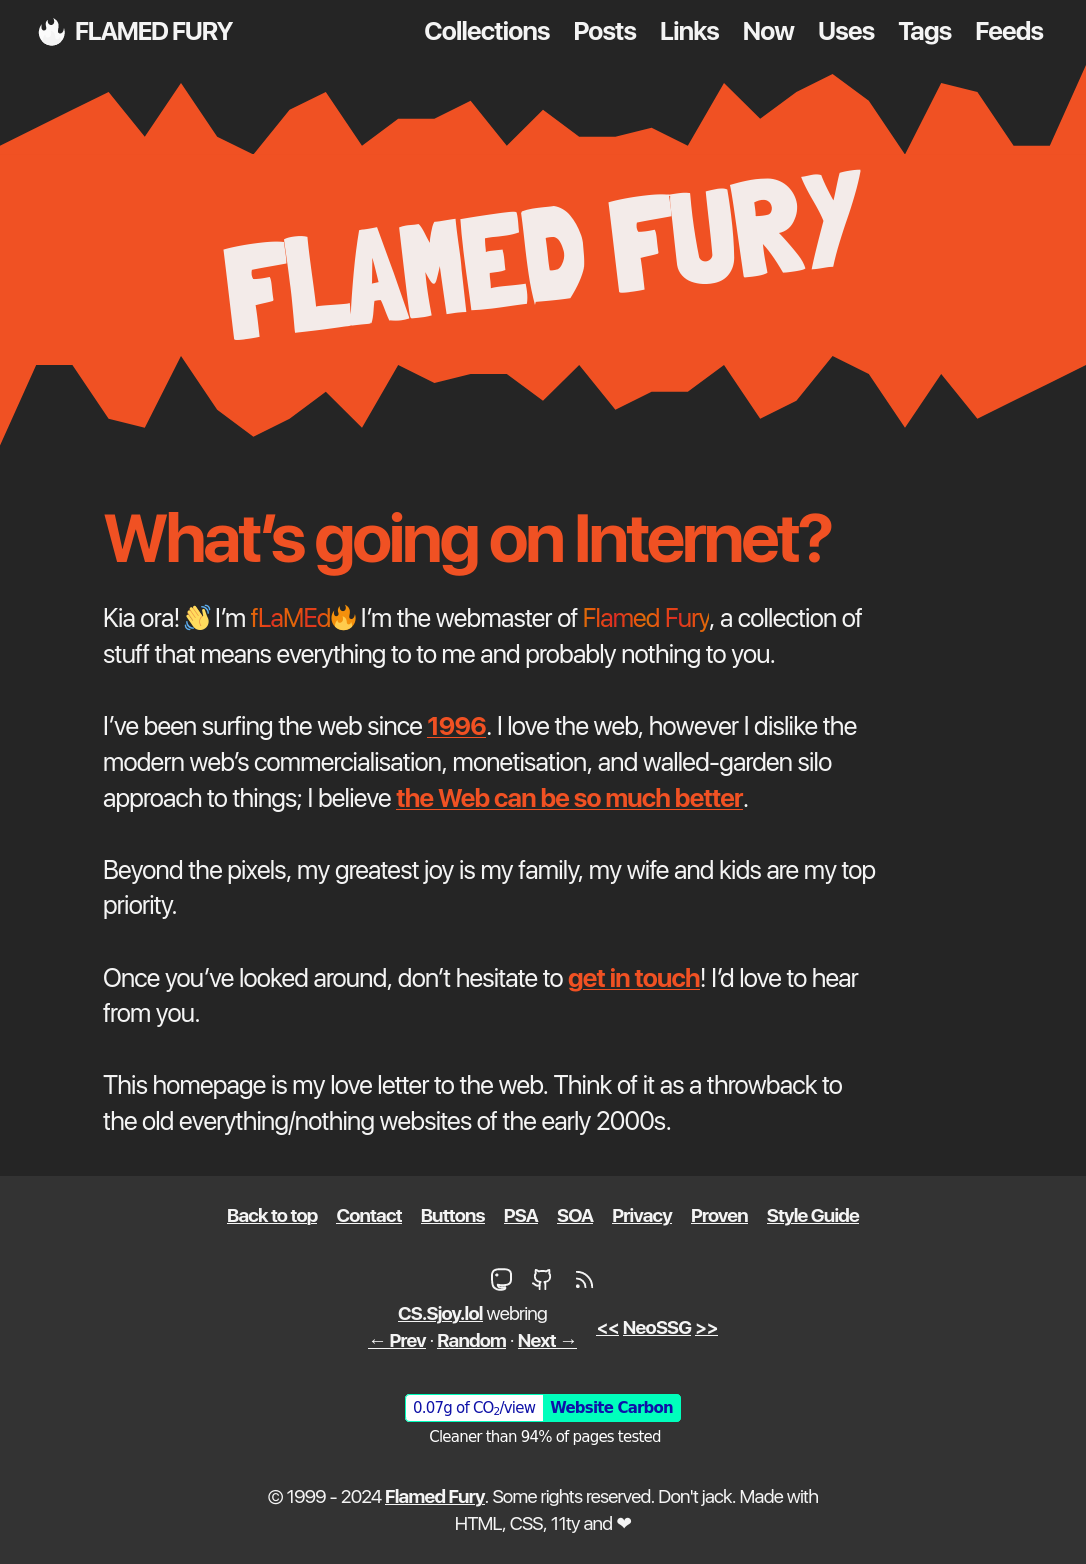 FLAMED FURY
Collections Posts Links Now Uses Tags Feeds
FLAMED FURY
What’s going on Internet?
Kia ora! 👋 I’m fLaMEd🔥 I’m the webmaster of Flamed Fury, a collection of
stuff that means everything to to me and probably nothing to you.
I’ve been surfing the web since 1996. I love the web, however I dislike the
modern web’s commercialisation, monetisation, and walled-garden silo
approach to things; I believe the Web can be so much better.
Beyond the pixels, my greatest joy is my family, my wife and kids are my top
priority.
Once you’ve looked around, don’t hesitate to get in touch! I’d love to hear
from you.
This homepage is my love letter to the web. Think of it as a throwback to
the old everything/nothing websites of the early 2000s.
Back to top Contact Buttons PSA SOA Privacy Proven Style Guide
CS.Sjoy.lol webring
← Prev · Random · Next →
<< NeoSSG >>
0.07g of CO₂/view Website Carbon
Cleaner than 94% of pages tested
© 1999 - 2024 Flamed Fury. Some rights reserved. Don't jack. Made with
HTML, CSS, 11ty and ❤